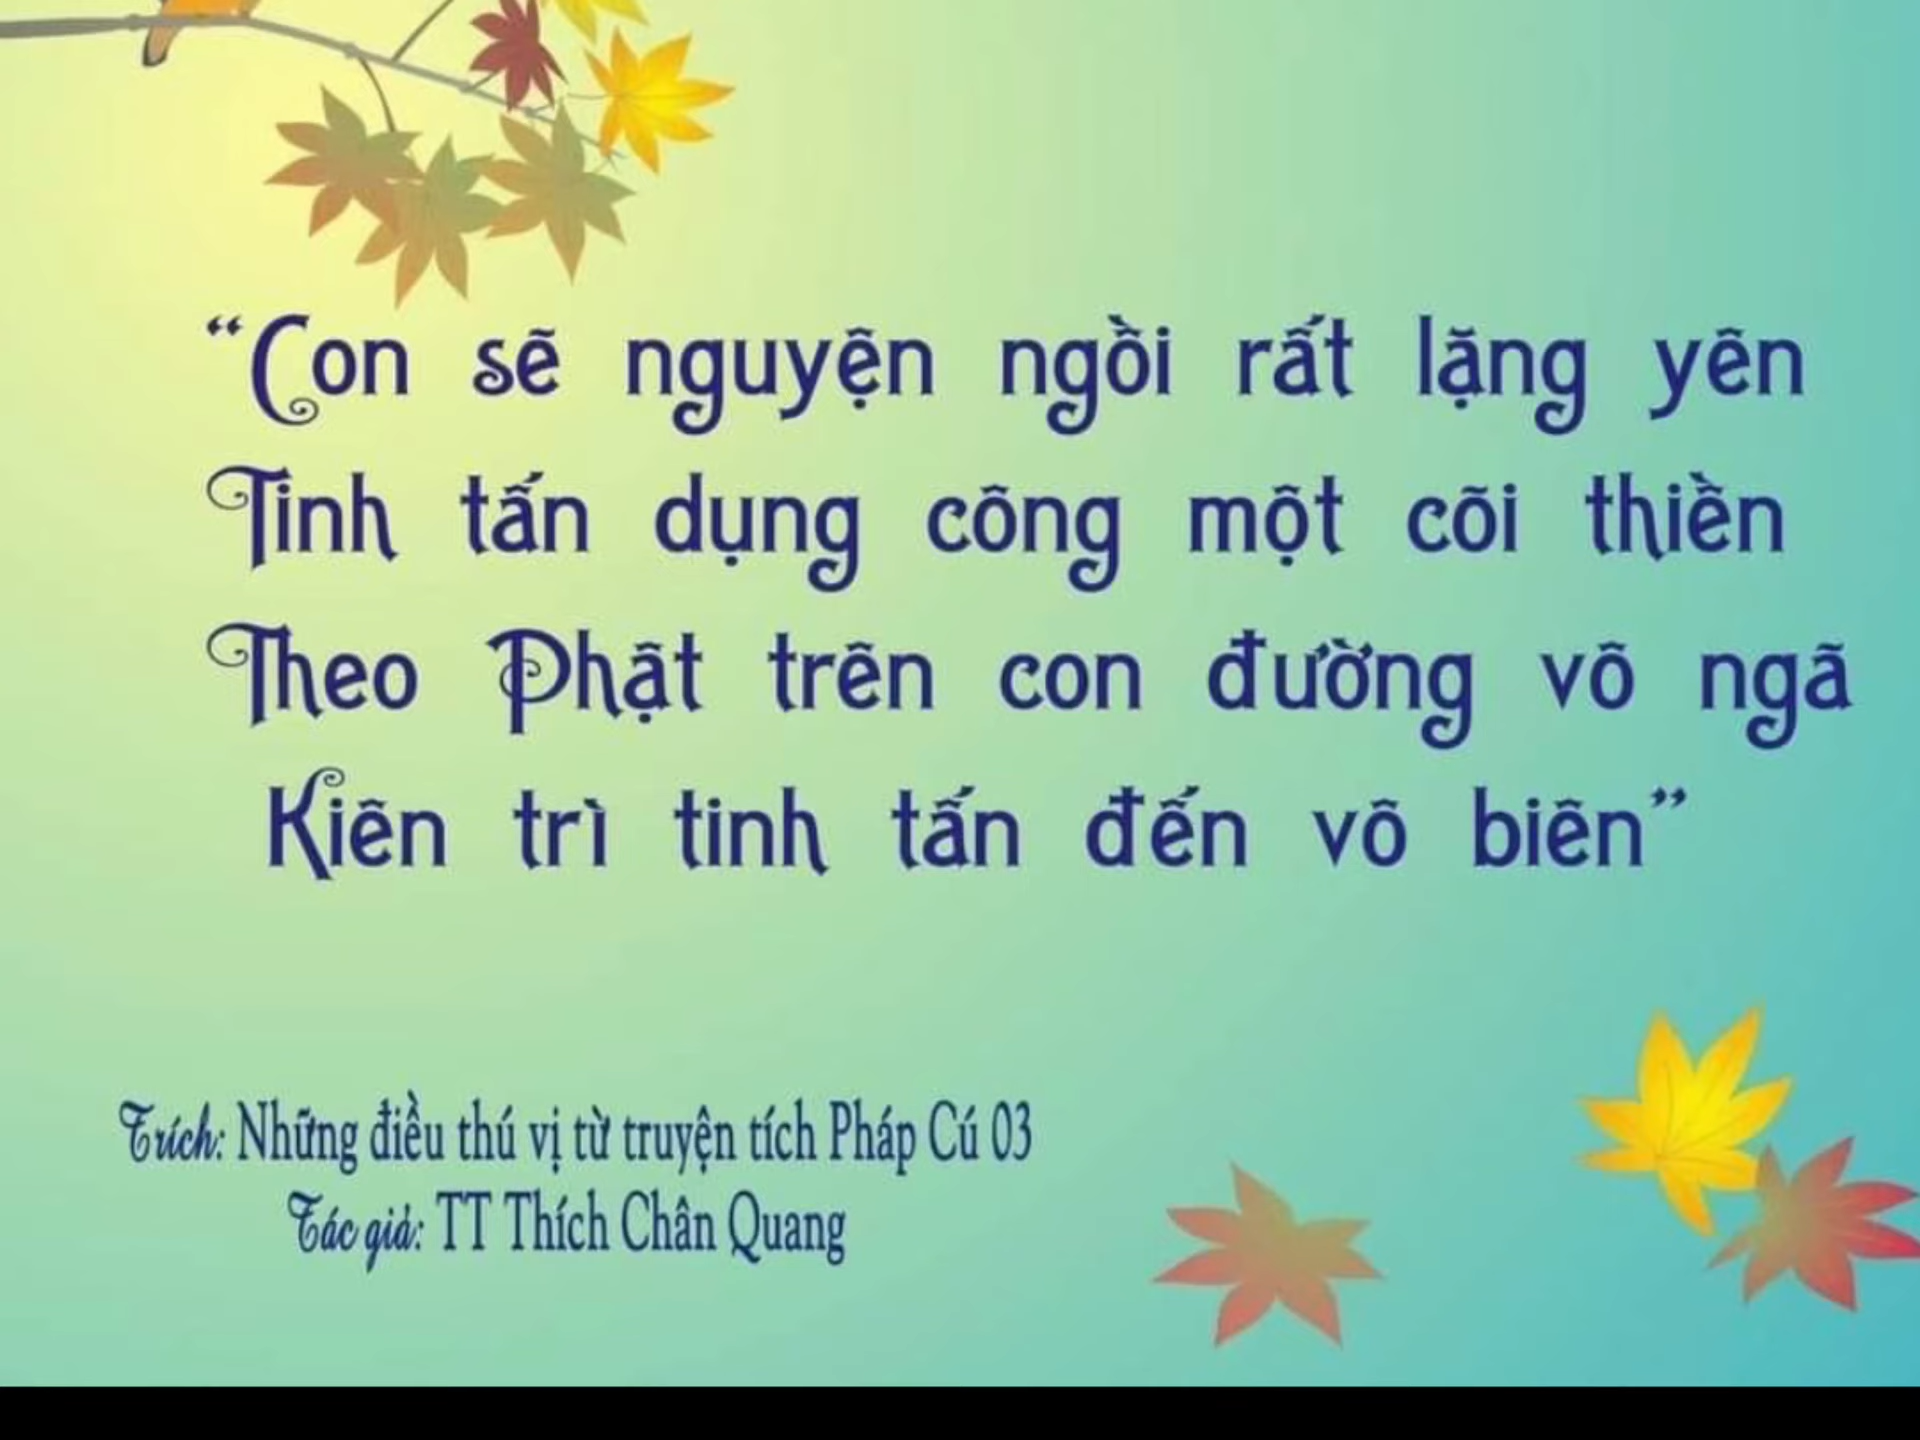 “Con sẽ nguyện ngồi rất lặng yên
Tinh tấn dụng công một cõi thiền
Theo Phật trên con đường vô ngã
Kiên trì tinh tấn đến vô biên”
Trích: Những điều thú vị từ truyện tích Pháp Cú 03
Tác giả: TT Thích Chân Quang